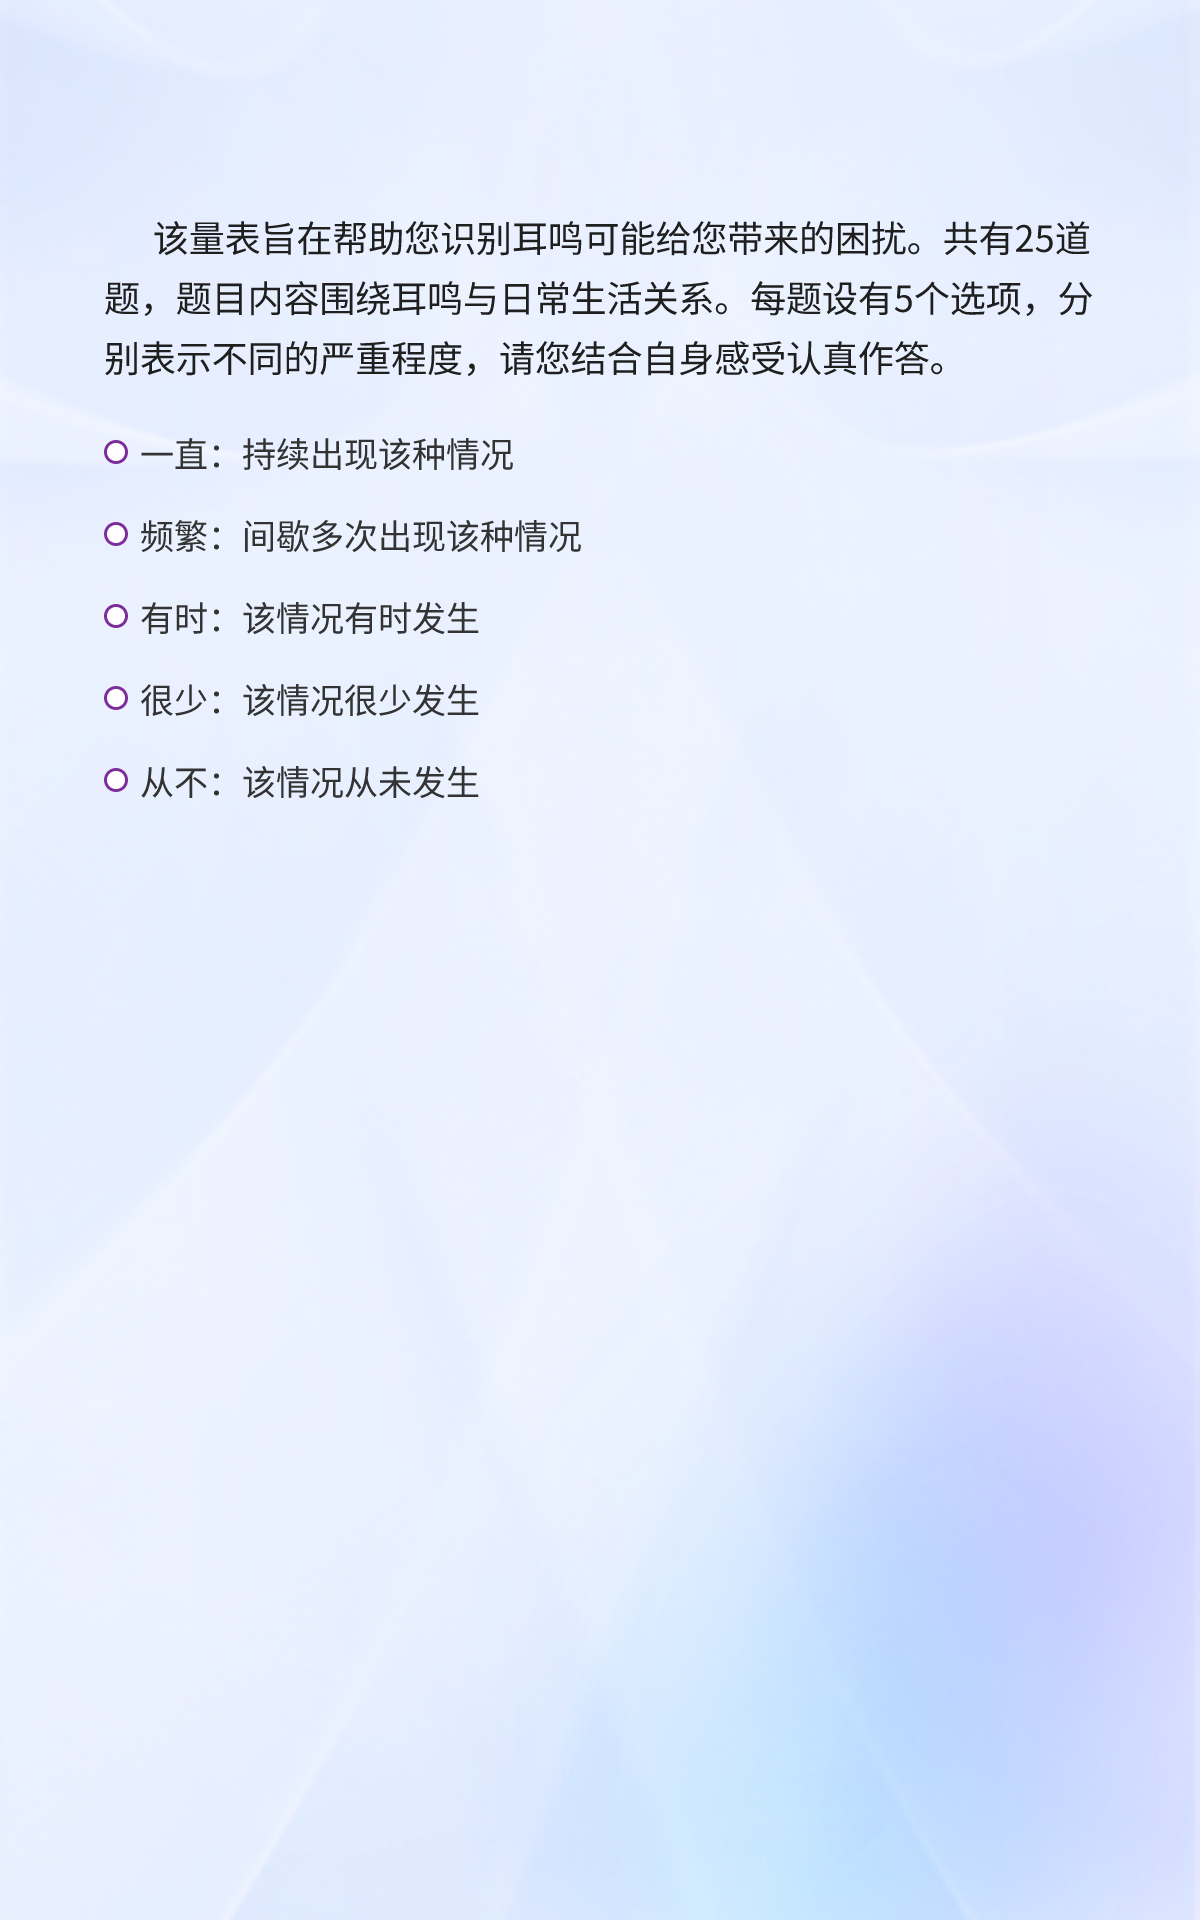 该量表旨在帮助您识别耳鸣可能给您带来的困扰。共有25道
题，题目内容围绕耳鸣与日常生活关系。每题设有5个选项，分
别表示不同的严重程度，请您结合自身感受认真作答。
一直：持续出现该种情况
频繁：间歇多次出现该种情况
有时：该情况有时发生
很少：该情况很少发生
从不：该情况从未发生